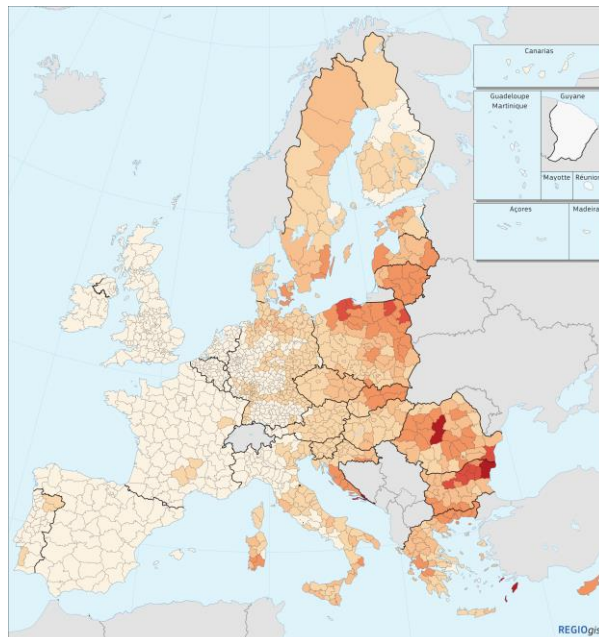 Canarias
Guadeloupe
Martinique
Guyane
Mayotte
Réunion
Açores
Madeira
REGIOgis